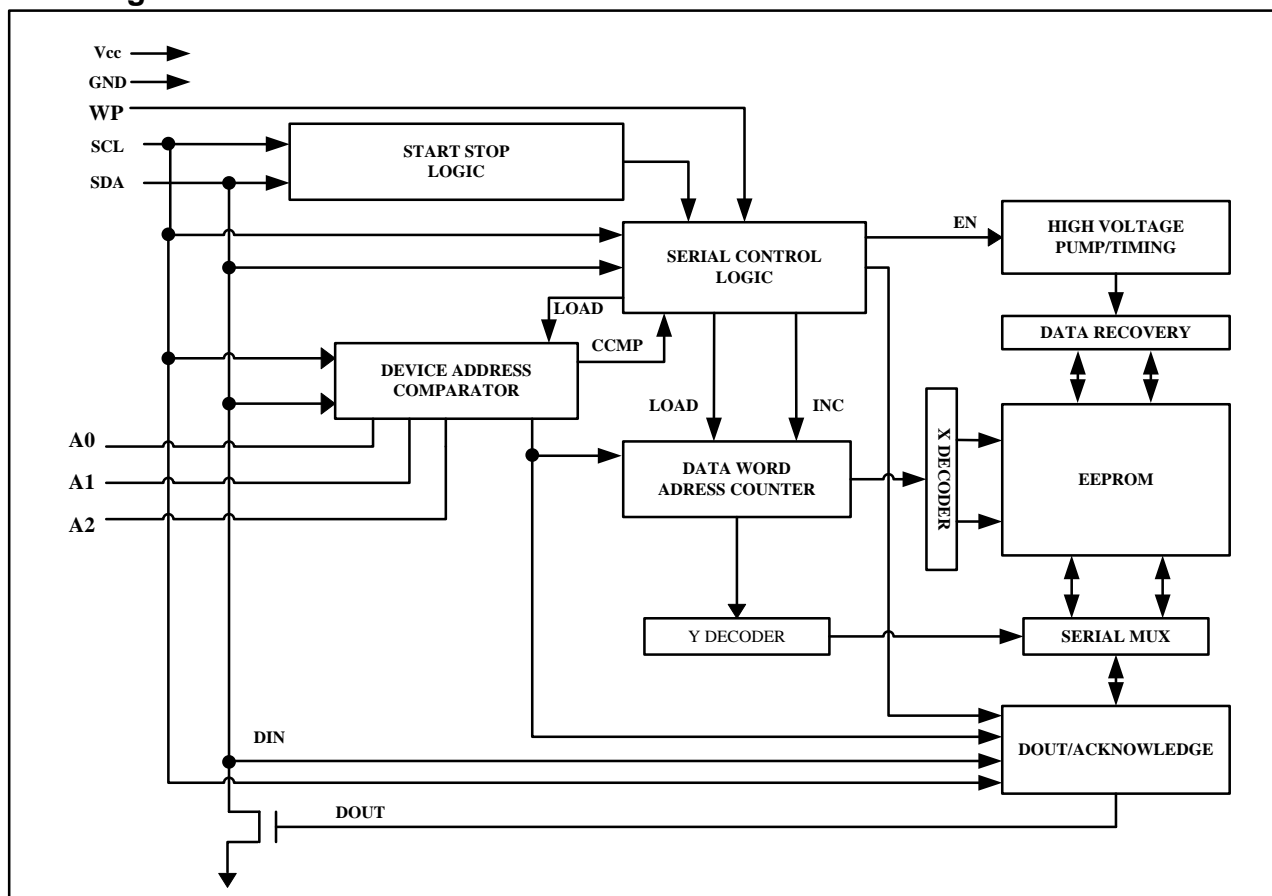 Vcc
GND
WP
SCL
SDA
START STOP
LOGIC
SERIAL CONTROL
LOGIC
EN
HIGH VOLTAGE
PUMP/TIMING
LOAD
CCMP
DATA RECOVERY
DEVICE ADDRESS
COMPARATOR
LOAD
INC
A0
A1
A2
DATA WORD
ADRESS COUNTER
X DECODER
EEPROM
Y DECODER
SERIAL MUX
DIN
DOUT/ACKNOWLEDGE
DOUT